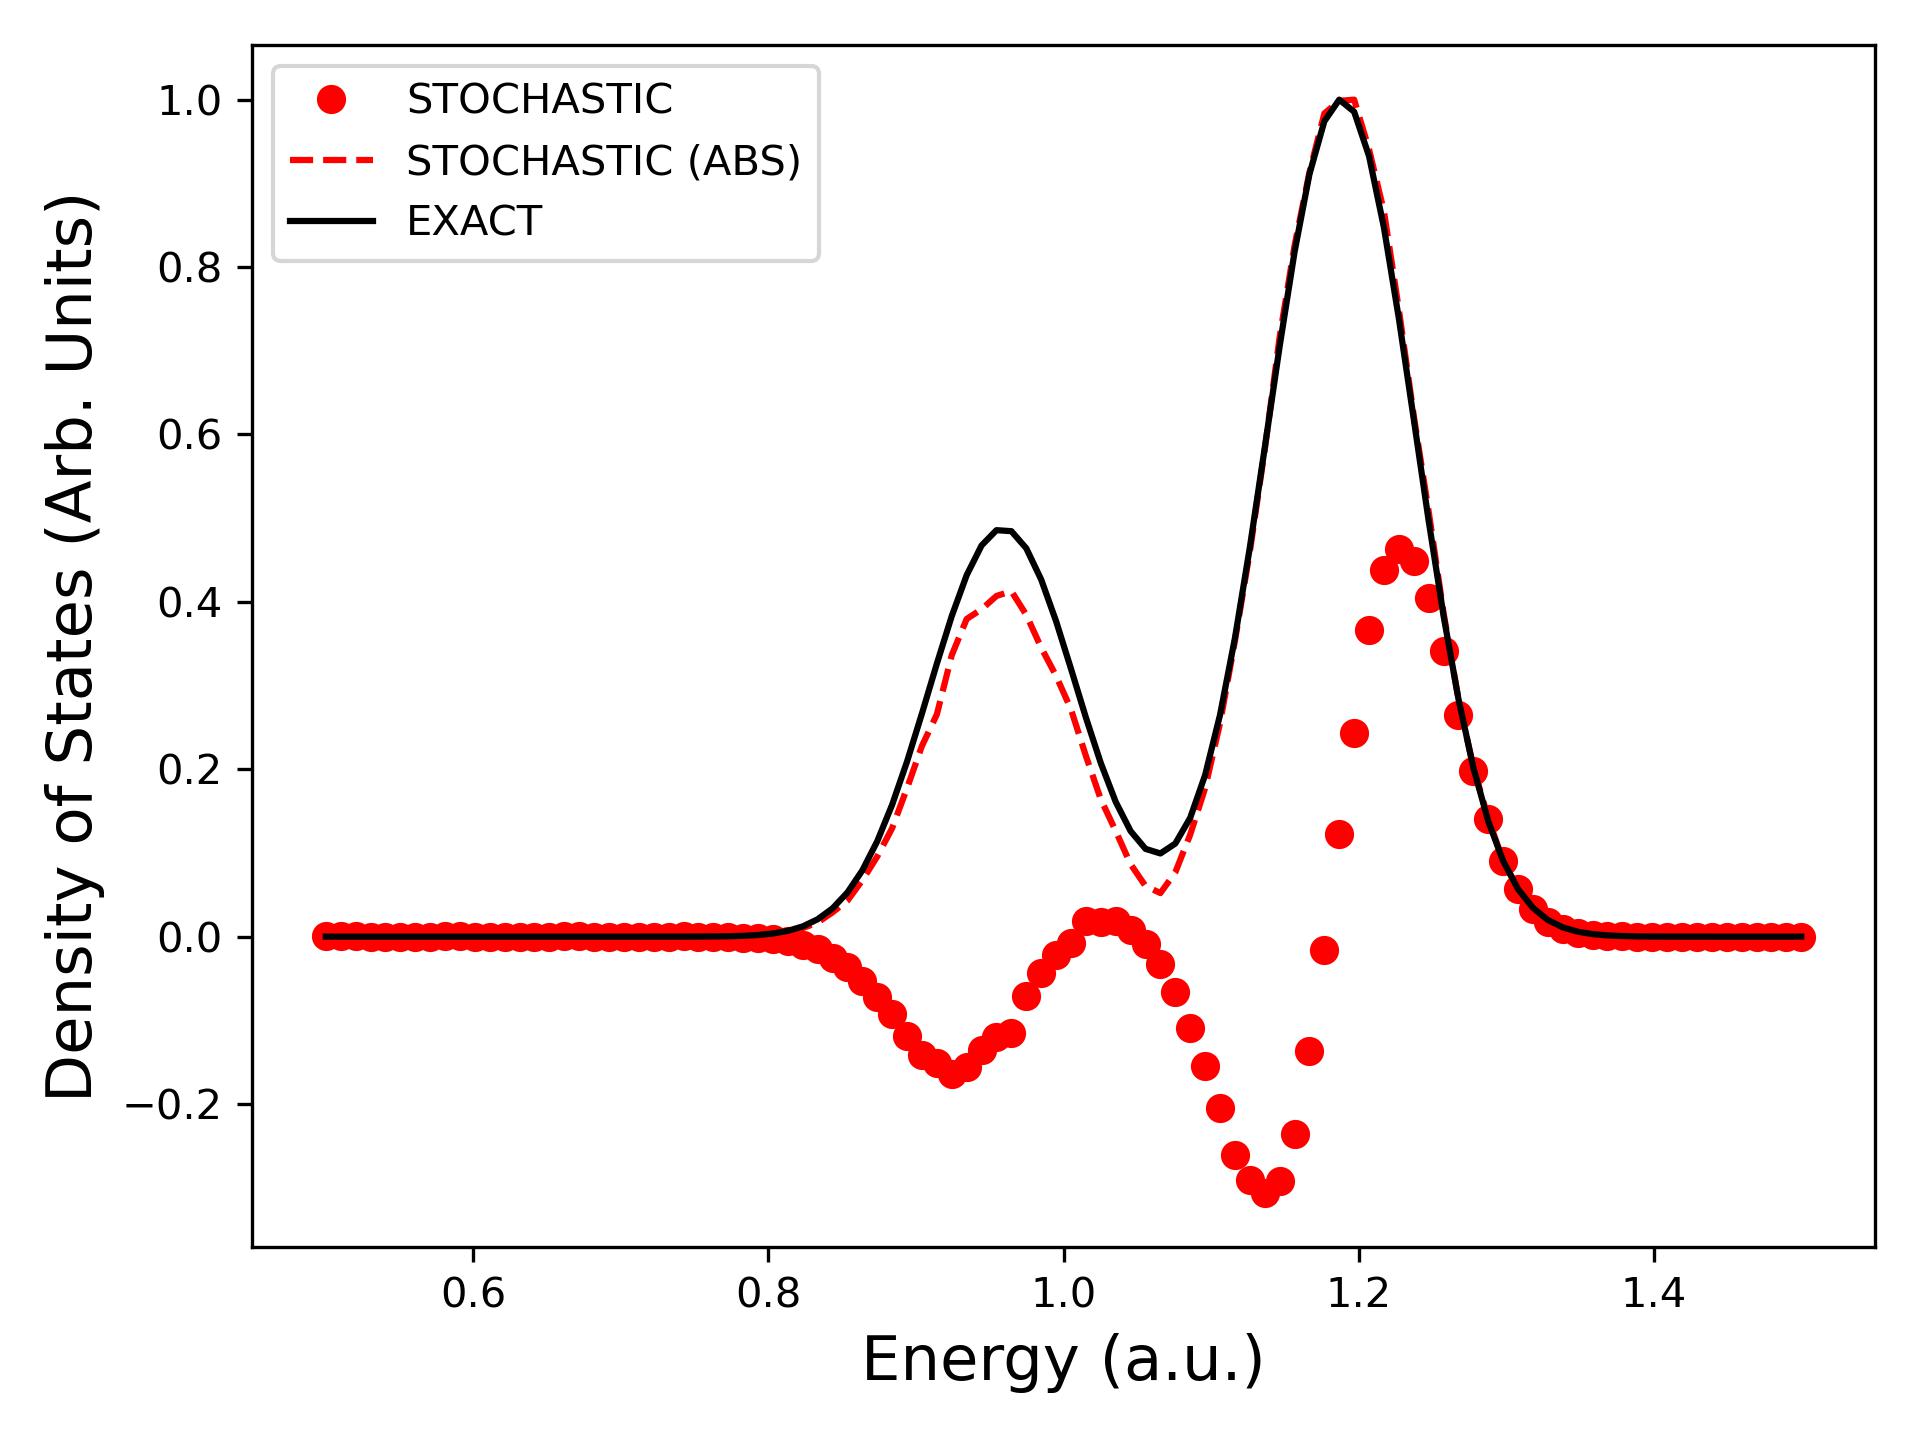 STOCHASTIC
STOCHASTIC (ABS)
EXACT
Density of States (Arb. Units)
1.0
0.8
0.6
0.4
0.2
0.0
−0.2
0.6 0.8 1.0 1.2 1.4
Energy (a.u.)